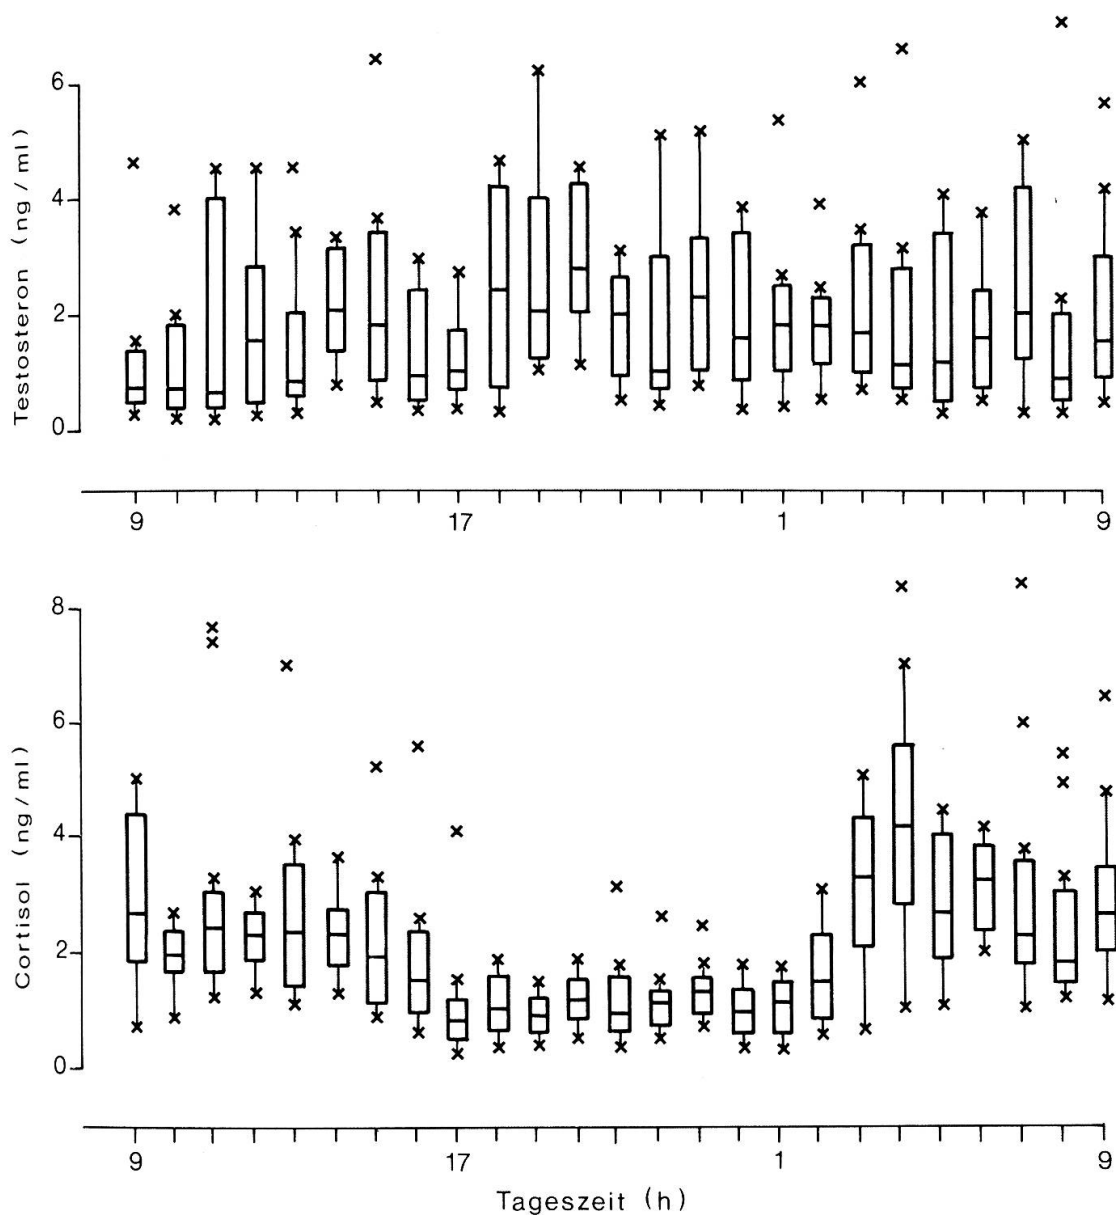 Testosteron (ng/ml)
6
4
2
0
9 17 1 9
Cortisol (ng/ml)
8
6
4
2
0
9 17 1 9
Tageszeit (h)